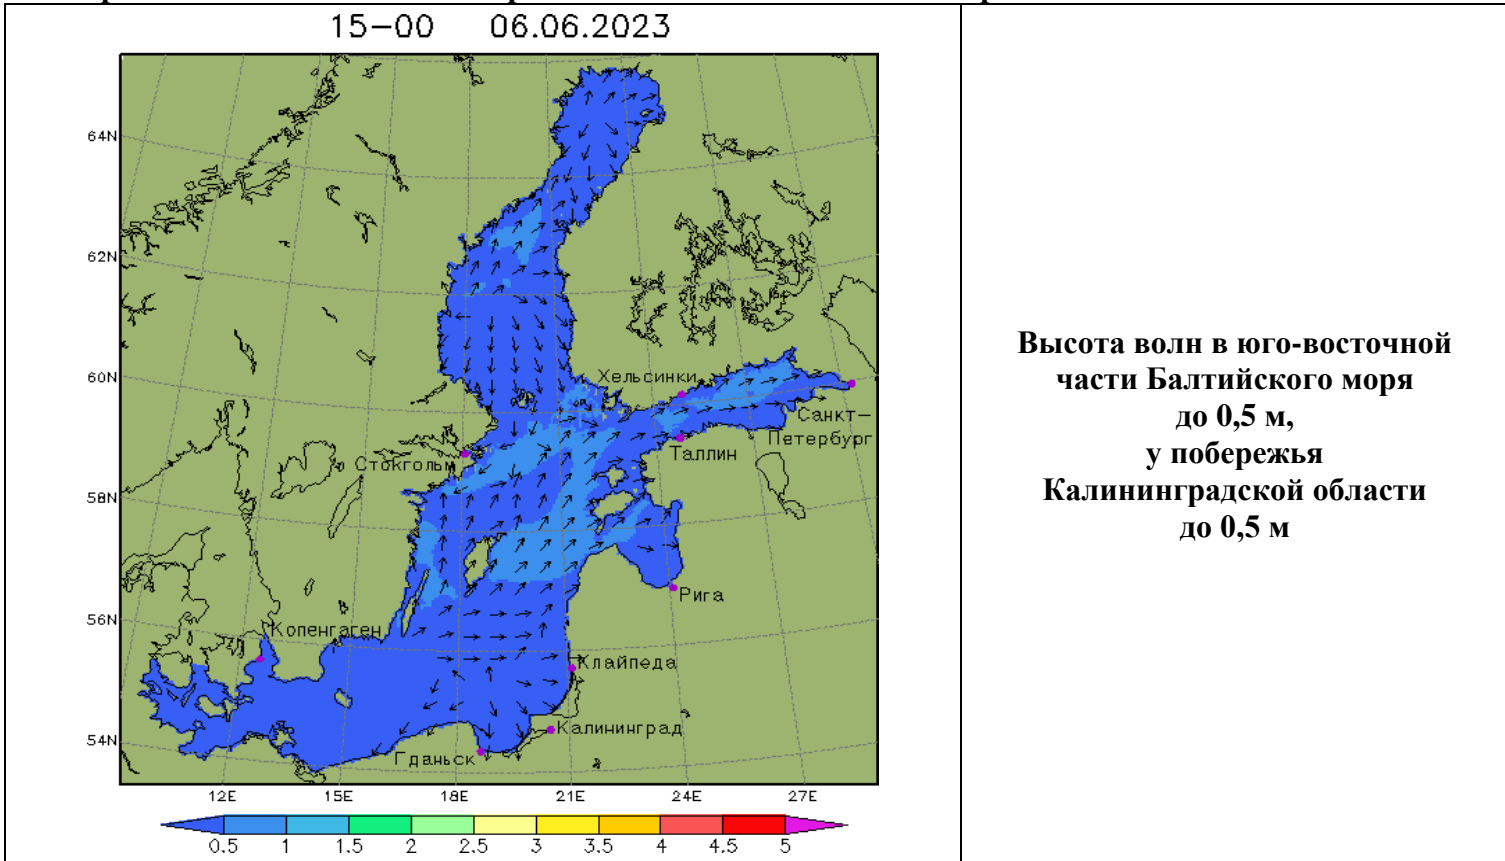 15-00 06.06.2023
64N
62N
60N
58N
56N
54N
Хельсинки
Санкт-
Петербург
Таллин
Стокгольм
Рига
Копенгаген
Клайпеда
Калининград
Гданьск
12E 15E 18E 21E 24E 27E
0.5 1 1.5 2 2.5 3 3.5 4 4.5 5
Высота волн в юго-восточной
части Балтийского моря
до 0,5 м,
у побережья
Калининградской области
до 0,5 м